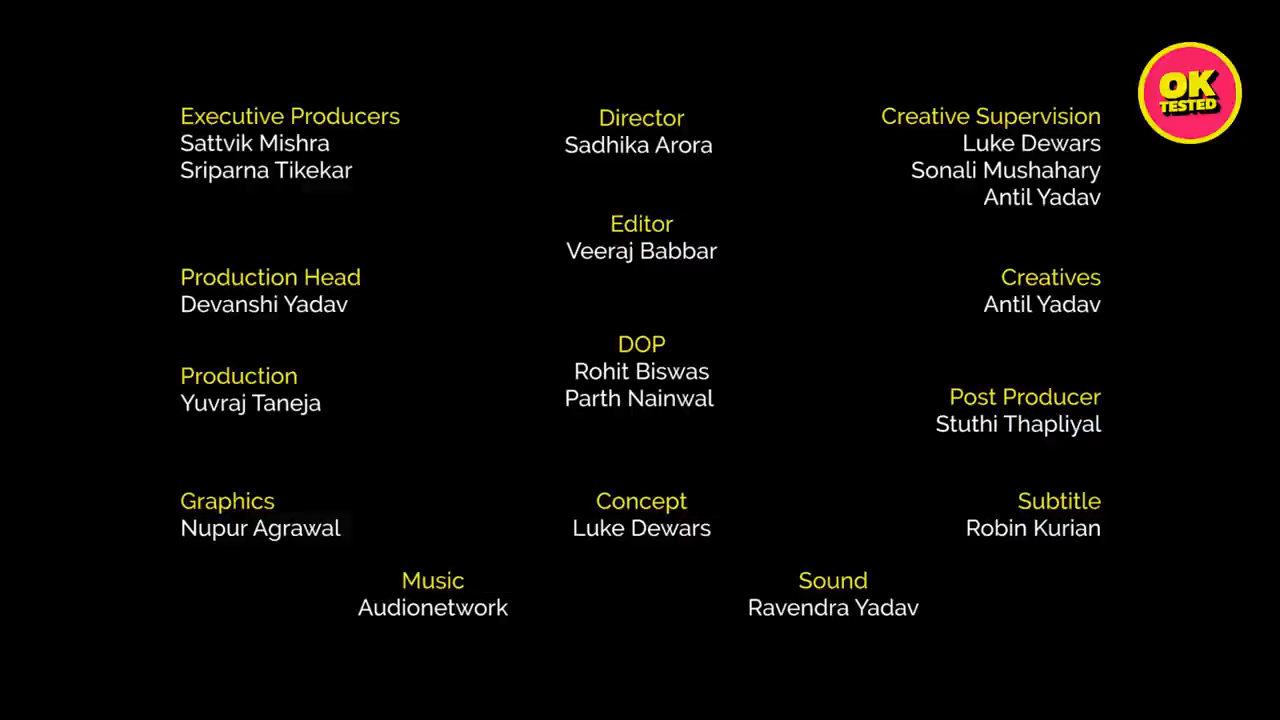 OK
TESTED
Executive Producers
Sattvik Mishra
Sriparna Tikekar
Director
Sadhika Arora
Creative Supervision
Luke Dewars
Sonali Mushahary
Antil Yadav
Editor
Veeraj Babbar
Production Head
Devanshi Yadav
Creatives
Antil Yadav
DOP
Rohit Biswas
Parth Nainwal
Production
Yuvraj Taneja
Post Producer
Stuthi Thapliyal
Graphics
Nupur Agrawal
Concept
Luke Dewars
Subtitle
Robin Kurian
Music
Audionetwork
Sound
Ravendra Yadav